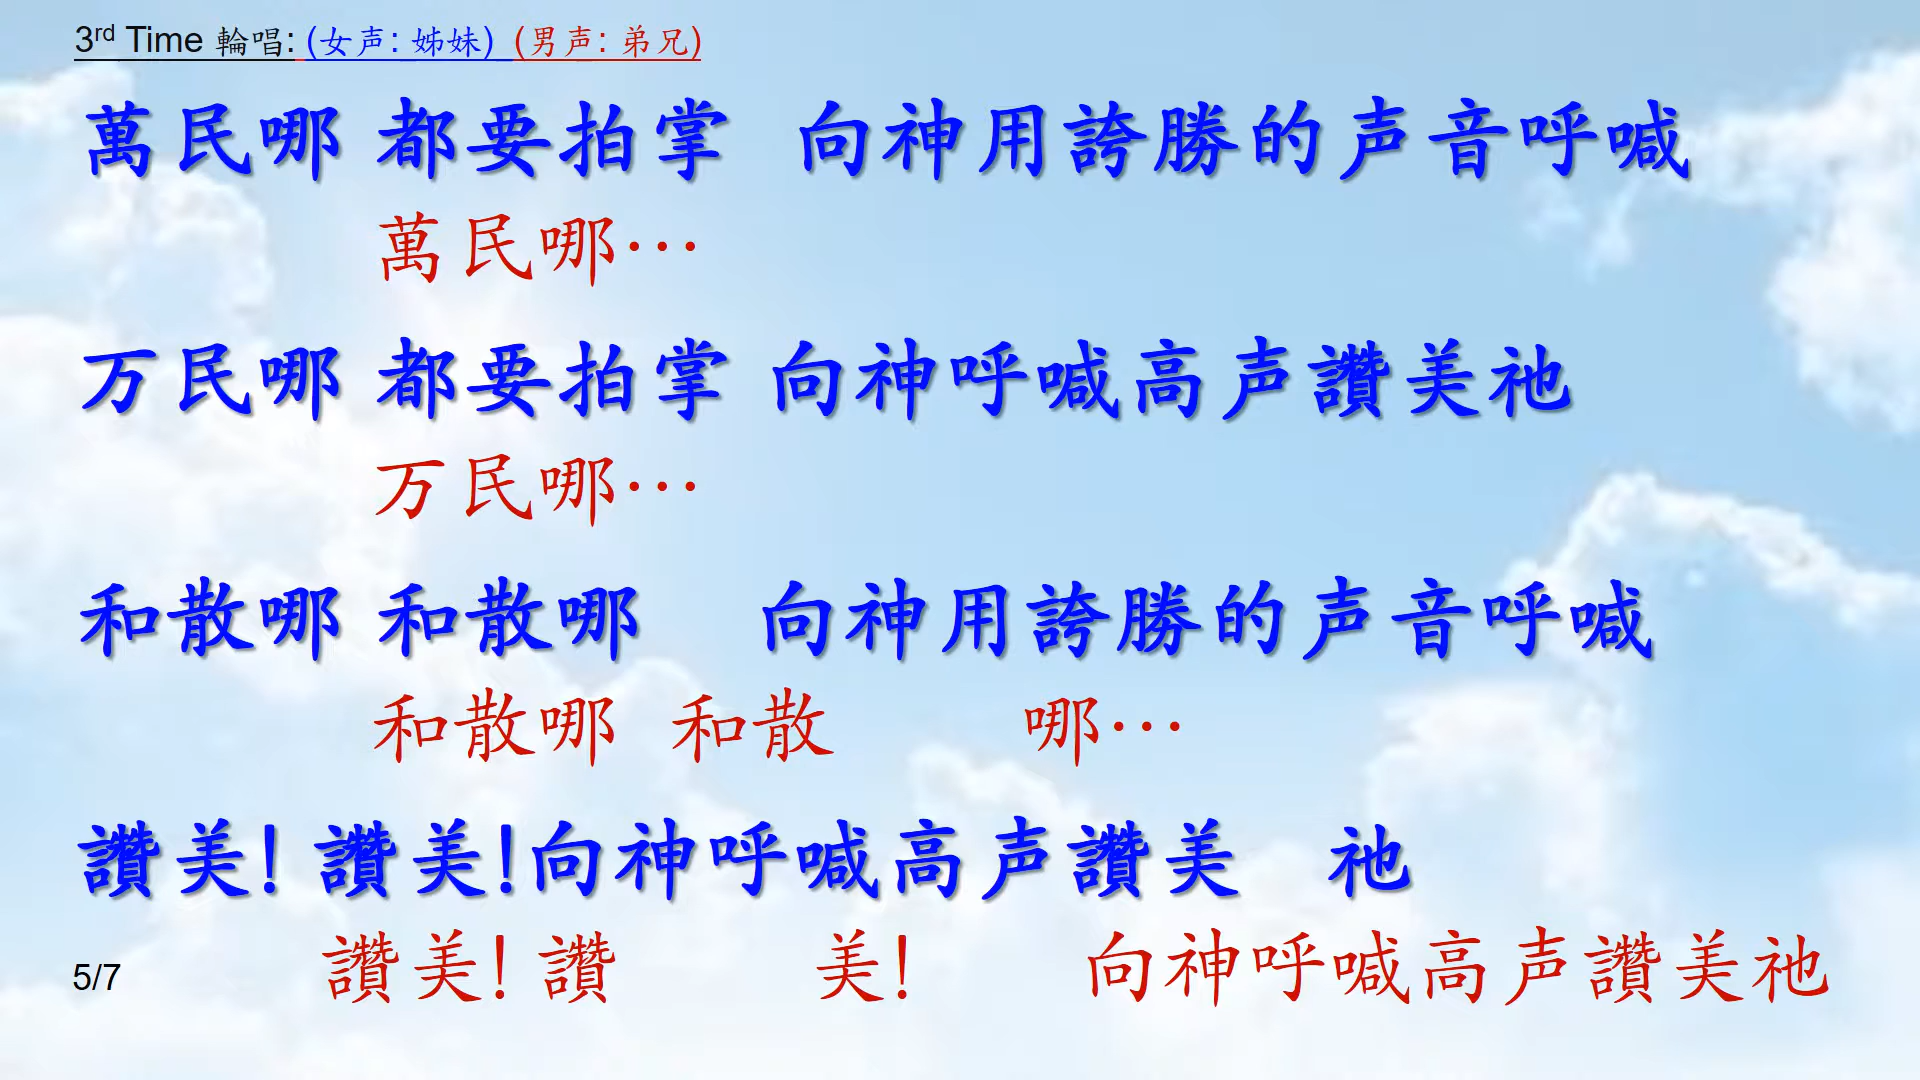 3rd Time 輪唱: (女声: 姊妹) (男声: 弟兄)
萬民哪 都要拍掌 向神用誇勝的声音呼喊
萬民哪…
万民哪 都要拍掌 向神呼喊高声讚美祂
万民哪…
和散哪 和散哪 向神用誇勝的声音呼喊
和散哪 和散 哪…
讚美! 讚美!向神呼喊高声讚美 祂
讚美! 讚 美! 向神呼喊高声讚美祂
5/7